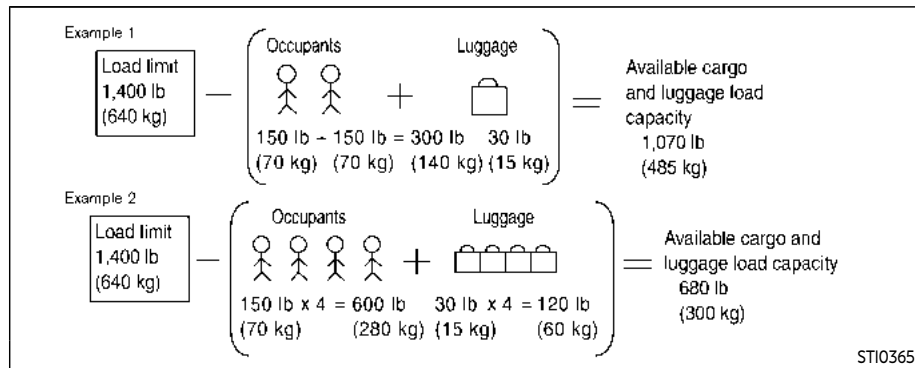 Example 1
Occupants
Luggage
Load limit
1,400 lb
(640 kg)
Available cargo
and luggage load
capacity
1,070 lb
(485 kg)
150 lb + 150 lb = 300 lb 30 lb
(70 kg) (70 kg) (140 kg) (15 kg)
Example 2
Occupants
Luggage
Load limit
1,400 lb
(640 kg)
Available cargo and
luggage load capacity
680 lb
(300 kg)
150 lb x 4 = 600 lb 30 lb x 4 = 120 lb
(70 kg) (280 kg) (15 kg) (60 kg)
STI0365